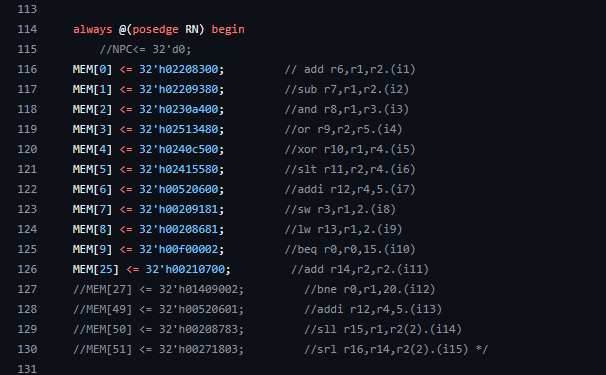 113
114 always @(posedge RN) begin
115 //NPC<= 32'd0;
116 MEM[0] <= 32'h02208300; // add r6,r1,r2.(i1)
117 MEM[1] <= 32'h02209380; //sub r7,r1,r2.(i2)
118 MEM[2] <= 32'h0230a400; //and r8,r1,r3.(i3)
119 MEM[3] <= 32'h02513480; //or r9,r2,r5.(i4)
120 MEM[4] <= 32'h0240c500; //xor r10,r1,r4.(i5)
121 MEM[5] <= 32'h02415580; //slt r11,r2,r4.(i6)
122 MEM[6] <= 32'h00520600; //addi r12,r4,5.(i7)
123 MEM[7] <= 32'h00209181; //sw r3,r1,2.(i8)
124 MEM[8] <= 32'h00208681; //lw r13,r1,2.(i9)
125 MEM[9] <= 32'h00f00002; //beq r0,r0,15.(i10)
126 MEM[25] <= 32'h00210700; //add r14,r2,r2.(i11)
127 //MEM[27] <= 32'h01409002; //bne r0,r1,20.(i12)
128 //MEM[49] <= 32'h00520601; //addi r12,r4,5.(i13)
129 //MEM[50] <= 32'h00208783; //sll r15,r1,r2(2).(i14)
130 //MEM[51] <= 32'h00271803; //srl r16,r14,r2(2).(i15) */
131